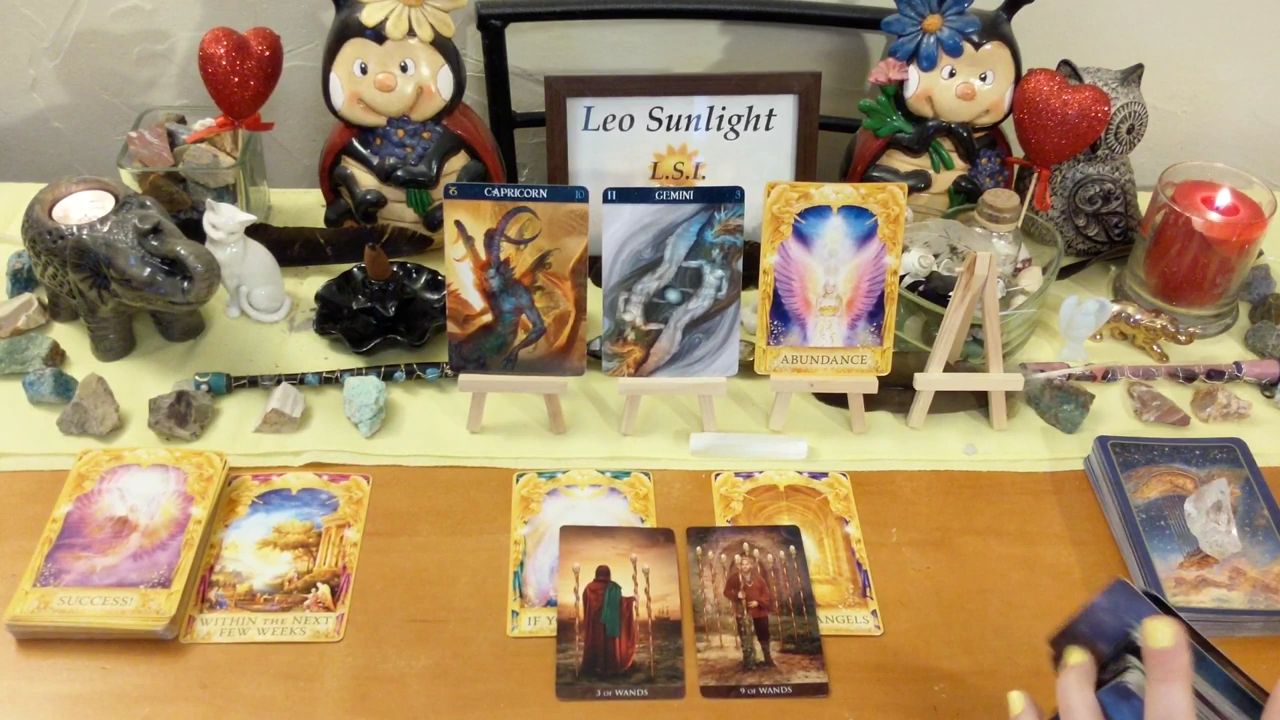 Leo Sunlight
L.S.I.
♑ CAPRICORN 10
II GEMINI 3
ABUNDANCE
SUCCESS!
WITHIN THE NEXT
FEW WEEKS
IF
ANGELS
3 OF WANDS
9 OF WANDS